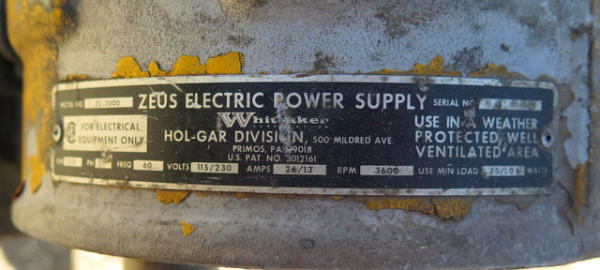 MODEL NO. ZC-3000 ZEUS ELECTRIC POWER SUPPLY SERIAL NO.
FOR ELECTRICAL EQUIPMENT ONLY
Whittaker
HOL-GAR DIVISION, 500 MILDRED AVE.
PRIMOS, PA. 19018
U.S. PAT NO. 3012161
USE IN A WEATHER
PROTECTED, WELL
VENTILATED AREA
PH FREQ 60 VOLTS 115/230 AMPS 26/13 RPM 3600 USE MIN LOAD WATTS